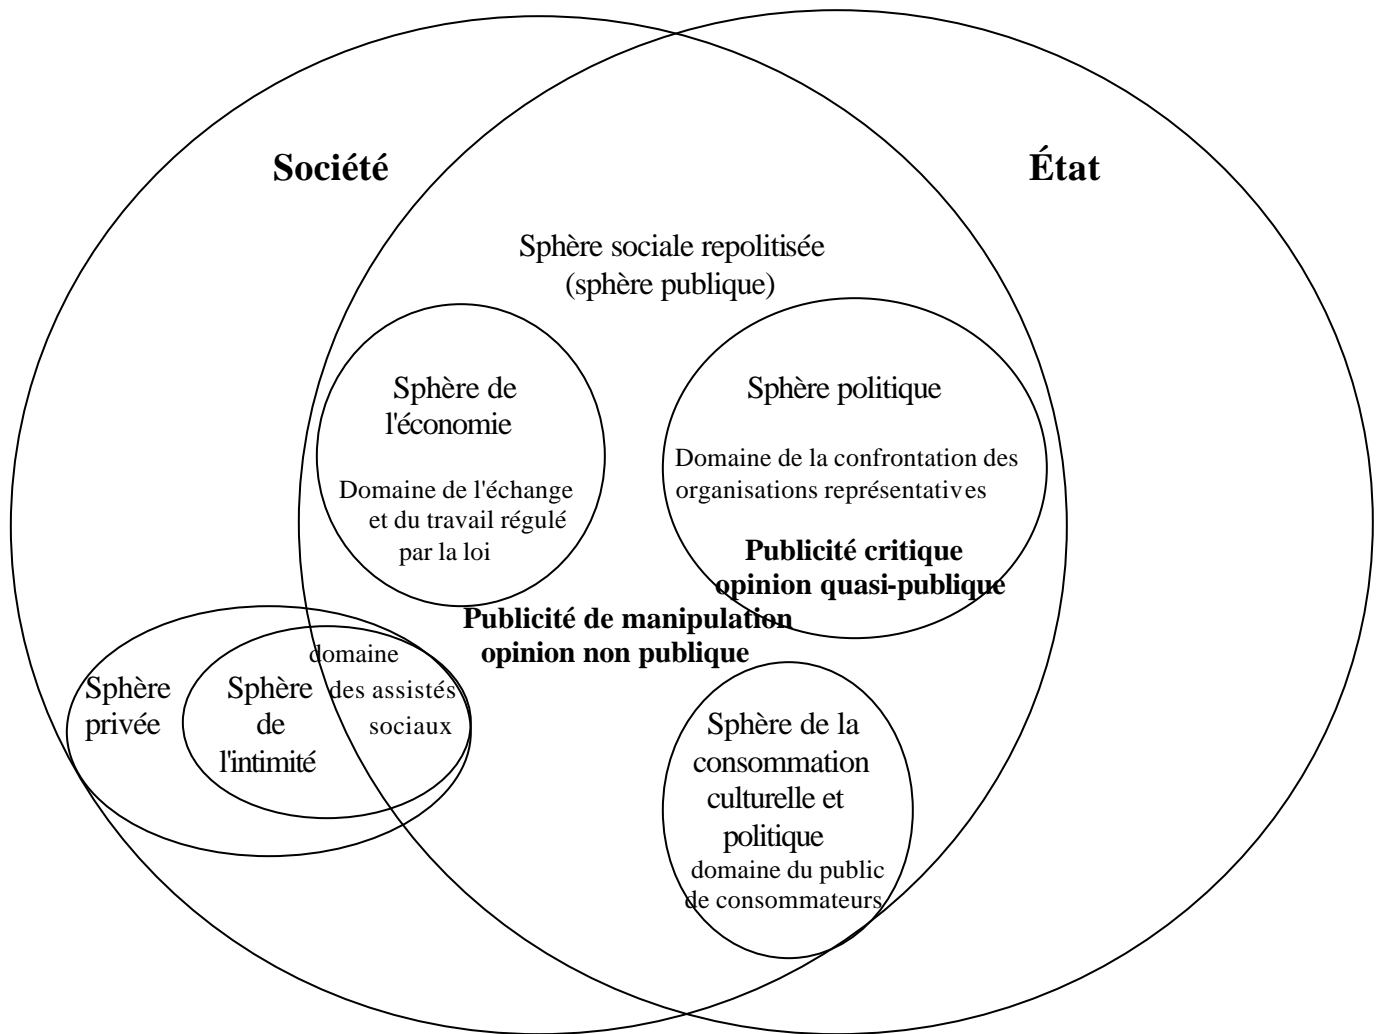 Société
État
Sphère sociale repolitisée
(sphère publique)
Sphère de
l'économie
Domaine de l'échange
et du travail régulé
par la loi
Sphère politique
Domaine de la confrontation des
organisations représentatives
Publicité critique
opinion quasi-publique
Publicité de manipulation
opinion non publique
Sphère
privée
Sphère
de
l'intimité
domaine
des assistés
sociaux
Sphère de la
consommation
culturelle et
politique
domaine du public
de consommateurs